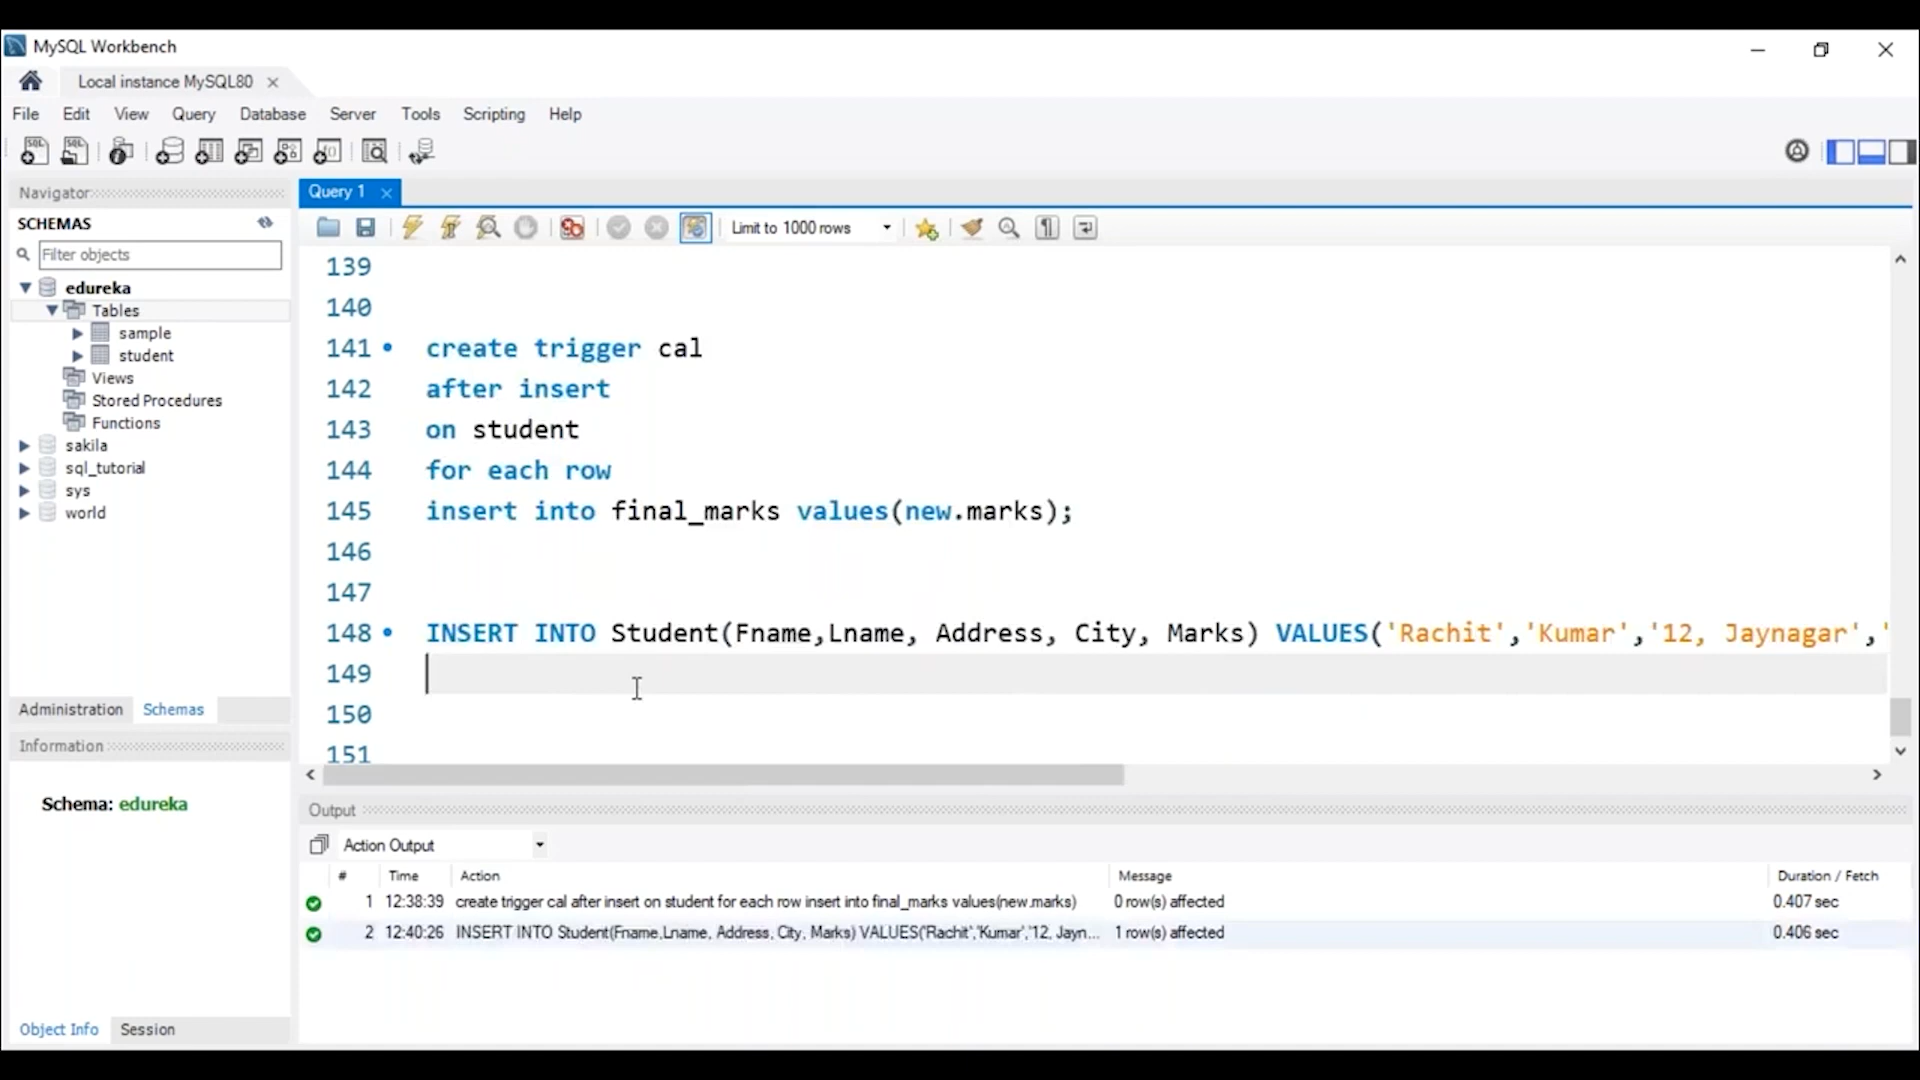 MySQL Workbench
Local instance MySQL80
File Edit View Query Database Server Tools Scripting Help
Navigator
SCHEMAS
Filter objects
edureka
Tables
sample
student
Views
Stored Procedures
Functions
sakila
sql_tutorial
sys
world
Administration Schemas
Information
Schema: edureka
Object Info Session
Query 1
Limit to 1000 rows
139
140
141 create trigger cal
142 after insert
143 on student
144 for each row
145 insert into final_marks values(new.marks);
146
147
148 INSERT INTO Student(Fname,Lname, Address, City, Marks) VALUES('Rachit','Kumar','12, Jaynagar','
149
150
151
Output
Action Output
# Time Action Message Duration / Fetch
1 12:38:39 create trigger cal after insert on student for each row insert into final_marks values(new.marks) 0 row(s) affected 0.407 sec
2 12:40:26 INSERT INTO Student(Fname,Lname, Address, City, Marks) VALUES('Rachit','Kumar','12, Jayn... 1 row(s) affected 0.406 sec